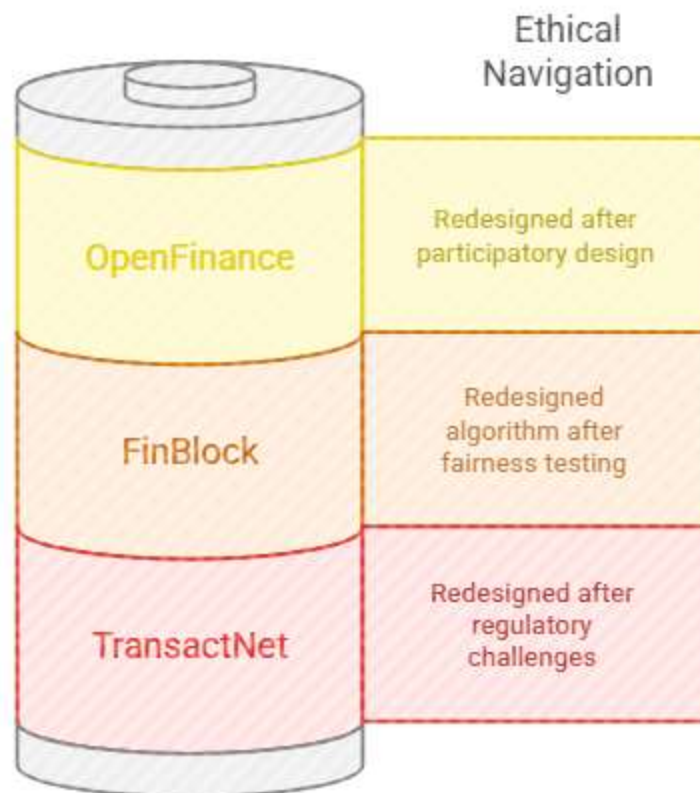 Ethical
Navigation
OpenFinance
Redesigned after
participatory design
FinBlock
Redesigned
algorithm after
fairness testing
TransactNet
Redesigned after
regulatory
challenges